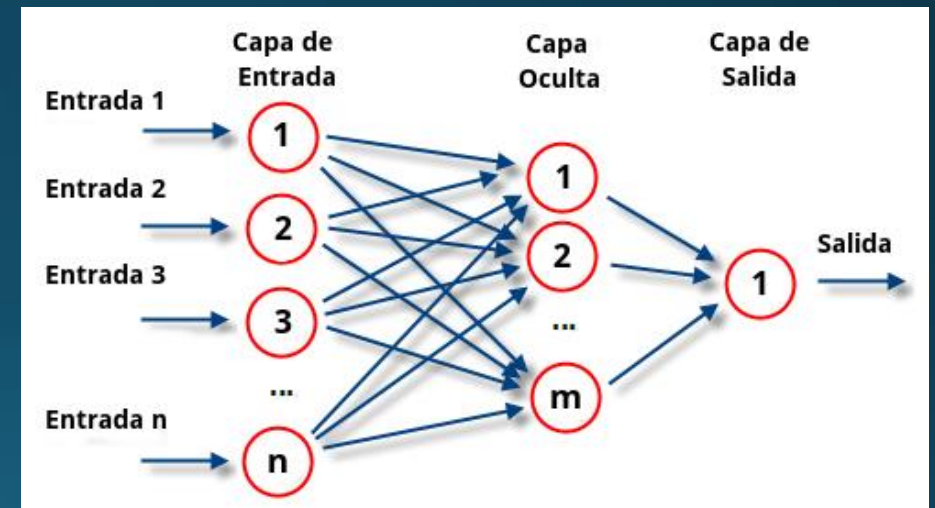 Capa de
Entrada
Capa
Oculta
Capa de
Salida
Entrada 1
1
Entrada 2
2
Entrada 3
3
...
Entrada n
n
1
2
...
m
1
Salida